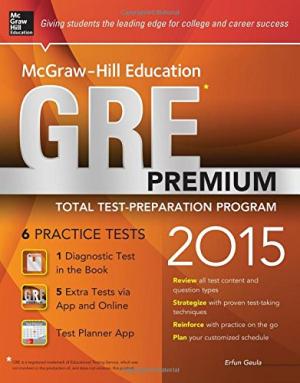 Mc
Graw
Hill
Education
Giving students the leading edge for college and career success
McGraw-Hill Education
GRE*
PREMIUM
TOTAL TEST-PREPARATION PROGRAM
6 PRACTICE TESTS
2015
1 Diagnostic Test
in the Book
5 Extra Tests via
App and Online
Test Planner App
Review all test content and
question types
Strategize with proven test-taking
techniques
Reinforce with practice on the go
Plan your customized schedule
*GRE is a registered trademark of Educational Testing Service, which was
not involved in the production of, and does not endorse, this product.
Erfun Geula